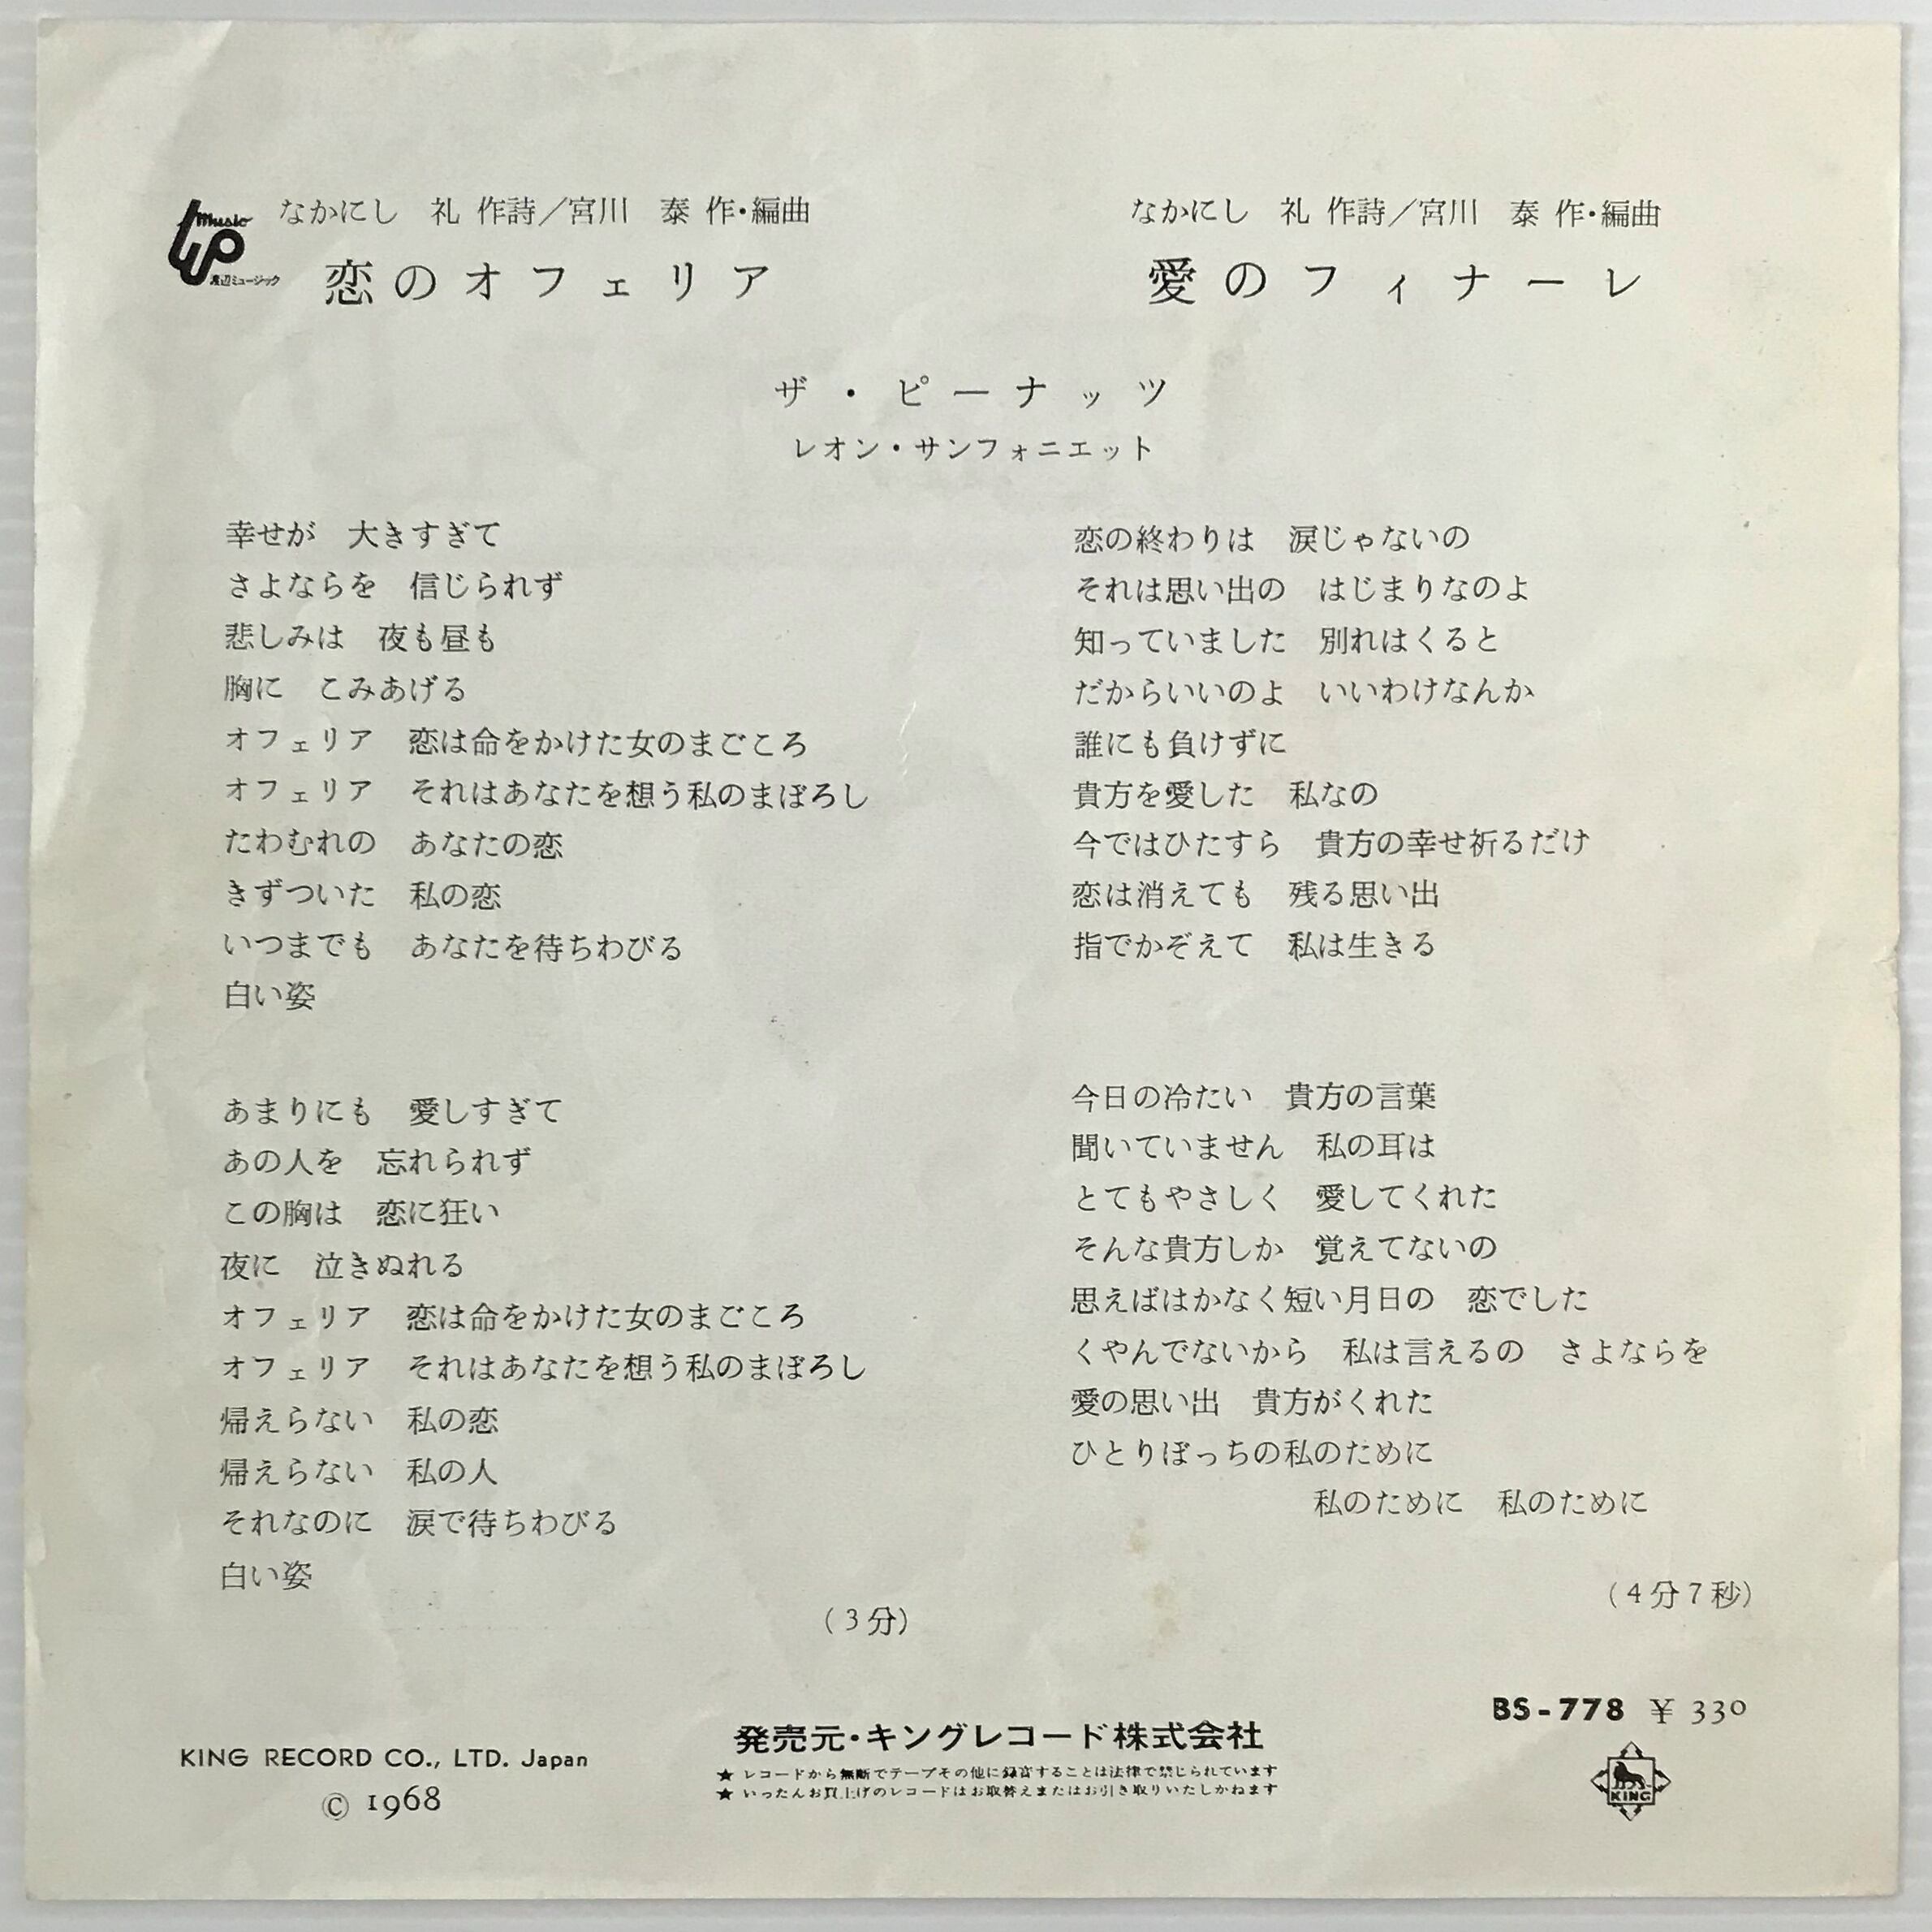 Music
渡辺ミュージック
なかにし 礼 作詩／宮川 泰 作・編曲
恋のオフェリア
なかにし 礼 作詩／宮川 泰 作・編曲
愛のフィナーレ
ザ・ピーナッツ
レオン・サンフォニエット
幸せが　大きすぎて
さよならを　信じられず
悲しみは　夜も昼も
胸に　こみあげる
オフェリア　恋は命をかけた女のまごころ
オフェリア　それはあなたを想う私のまぼろし
たわむれの　あなたの恋
きずついた　私の恋
いつまでも　あなたを待ちわびる
白い姿
あまりにも　愛しすぎて
あの人を　忘れられず
この胸は　恋に狂い
夜に　泣きぬれる
オフェリア　恋は命をかけた女のまごころ
オフェリア　それはあなたを想う私のまぼろし
帰えらない　私の恋
帰えらない　私の人
それなのに　涙で待ちわびる
白い姿
（3分）
恋の終わりは　涙じゃないの
それは思い出の　はじまりなのよ
知っていました　別れはくると
だからいいのよ　いいわけなんか
誰にも負けずに
貴方を愛した　私なの
今ではひたすら　貴方の幸せ祈るだけ
恋は消えても　残る思い出
指でかぞえて　私は生きる
今日の冷たい　貴方の言葉
聞いていません　私の耳は
とてもやさしく　愛してくれた
そんな貴方しか　覚えてないの
思えばはかなく短い月日の　恋でした
くやんでないから　私は言えるの　さよならを
愛の思い出　貴方がくれた
ひとりぼっちの私のために
私のために　私のために
（4分7秒）
BS-778 ￥330
KING RECORD CO., LTD. Japan
© 1968
発売元・キングレコード株式会社
★ レコードから無断でテープその他に録音することは法律で禁じられています
★ いったんお買上げのレコードはお取替えまたはお引き取りいたしかねます
KING